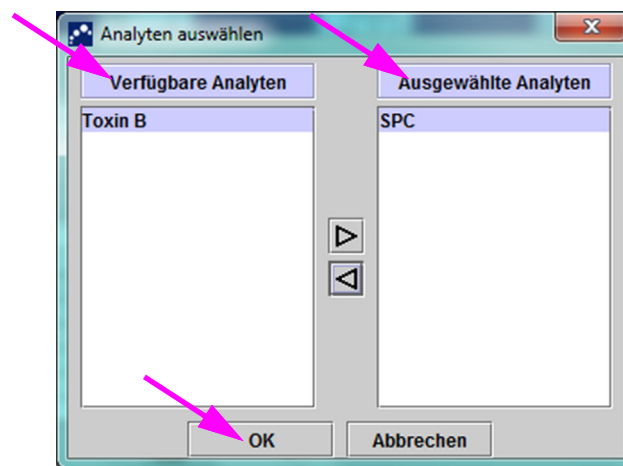 Analyten auswählen
Verfügbare Analyten
Ausgewählte Analyten
Toxin B
SPC
OK
Abbrechen